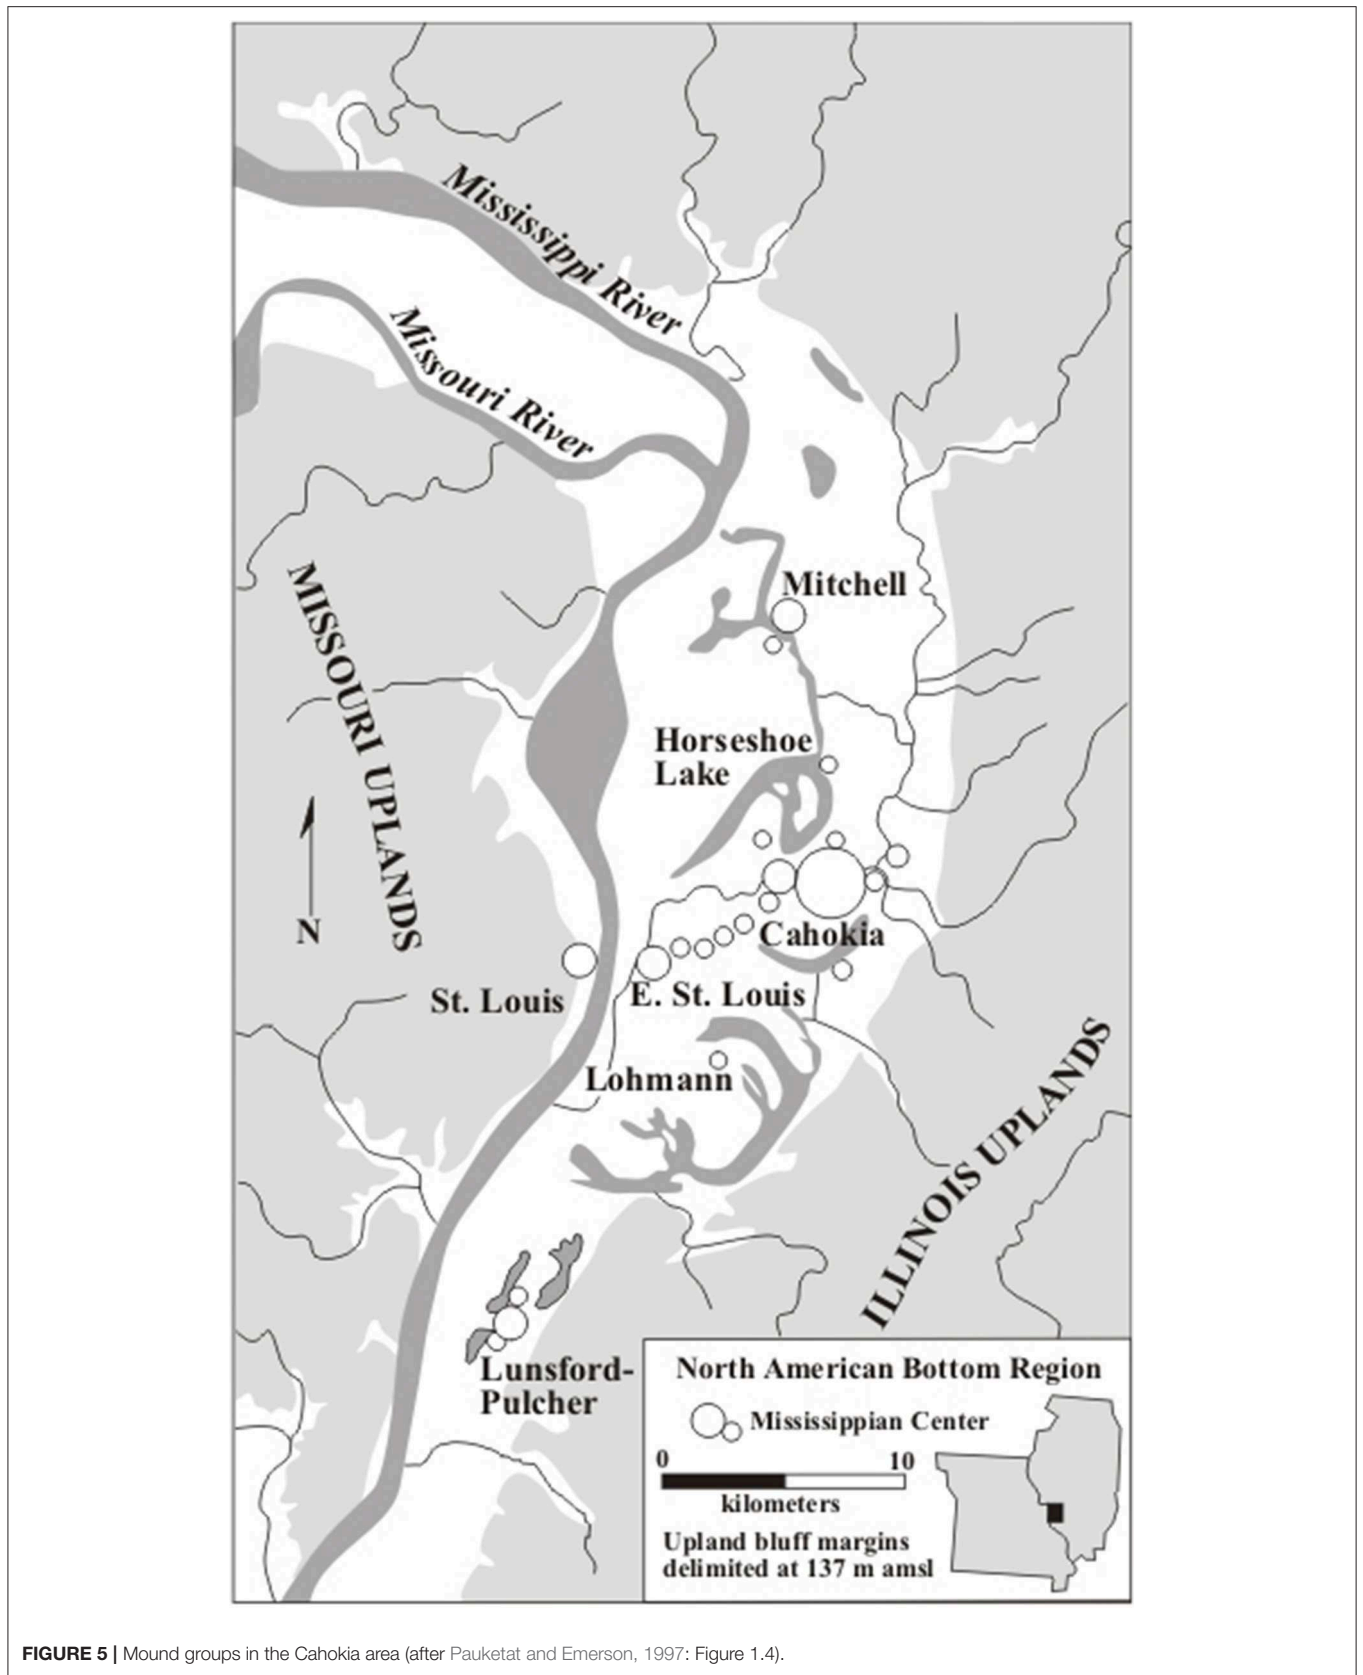 Mississippi River
Missouri River
MISSOURI UPLANDS
Mitchell
Horseshoe
Lake
N
Cahokia
St. Louis
E. St. Louis
Lohmann
ILLINOIS UPLANDS
Lunsford-
Pulcher
North American Bottom Region
Mississippian Center
0 10
kilometers
Upland bluff margins
delimited at 137 m amsl
FIGURE 5 | Mound groups in the Cahokia area (after Pauketat and Emerson, 1997: Figure 1.4).